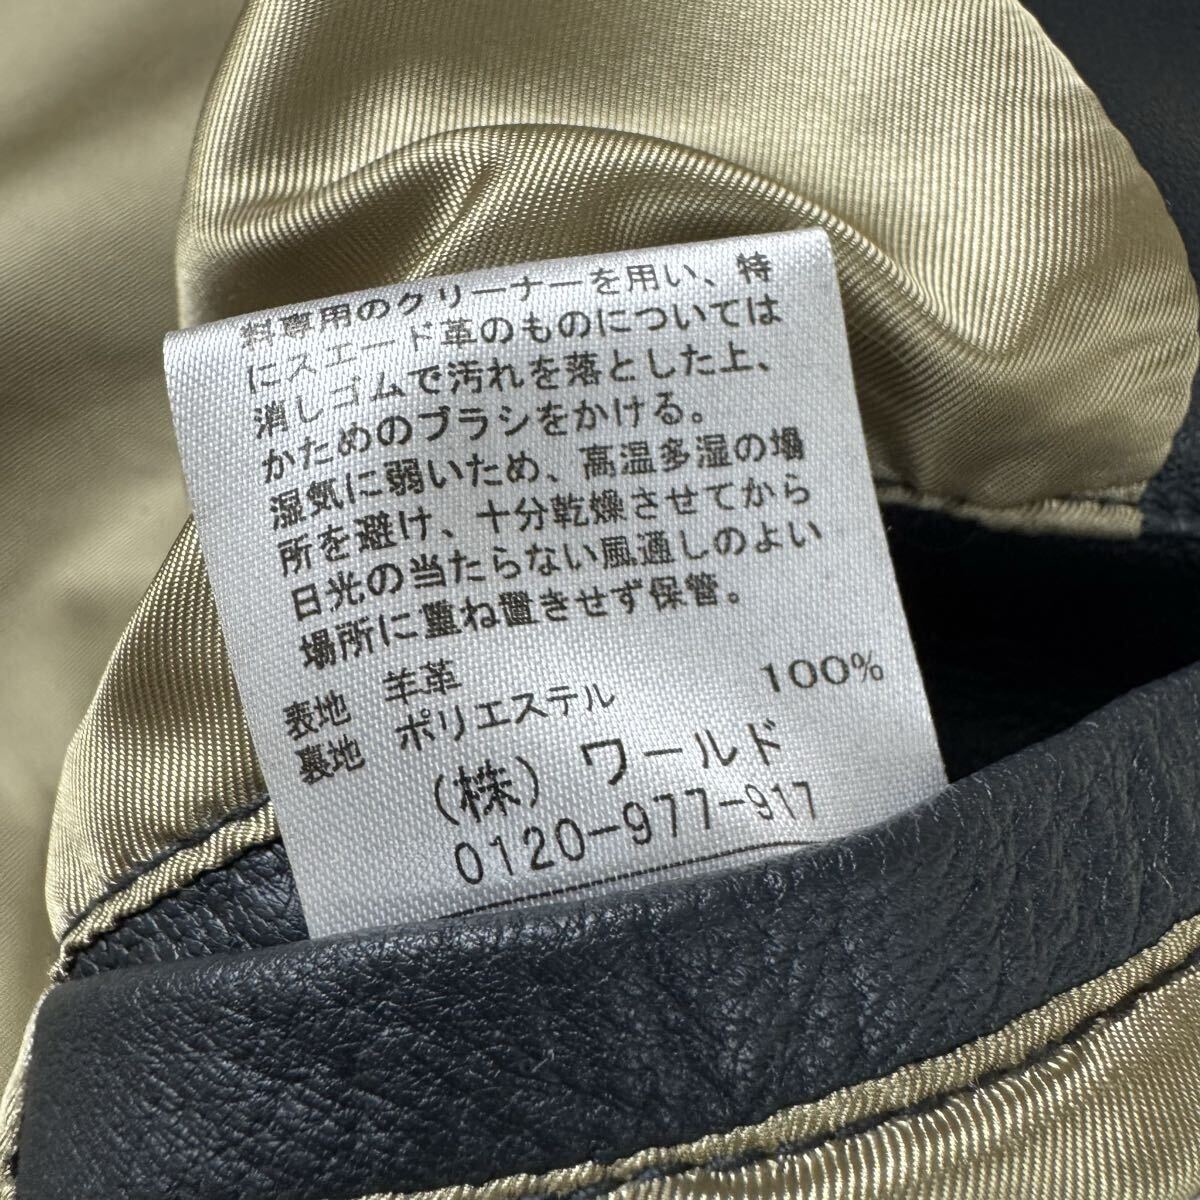 料専用のクリーナーを用い、特
にスエード革のものについては
消しゴムで汚れを落とした上、
かためのブラシをかける。
湿気に弱いため、高温多湿の場
所を避け、十分乾燥させてから
日光の当たらない風通しのよい
場所に重ね置きせず保管。
表地 羊革
裏地 ポリエステル 100%
(株) ワールド
0120-977-917